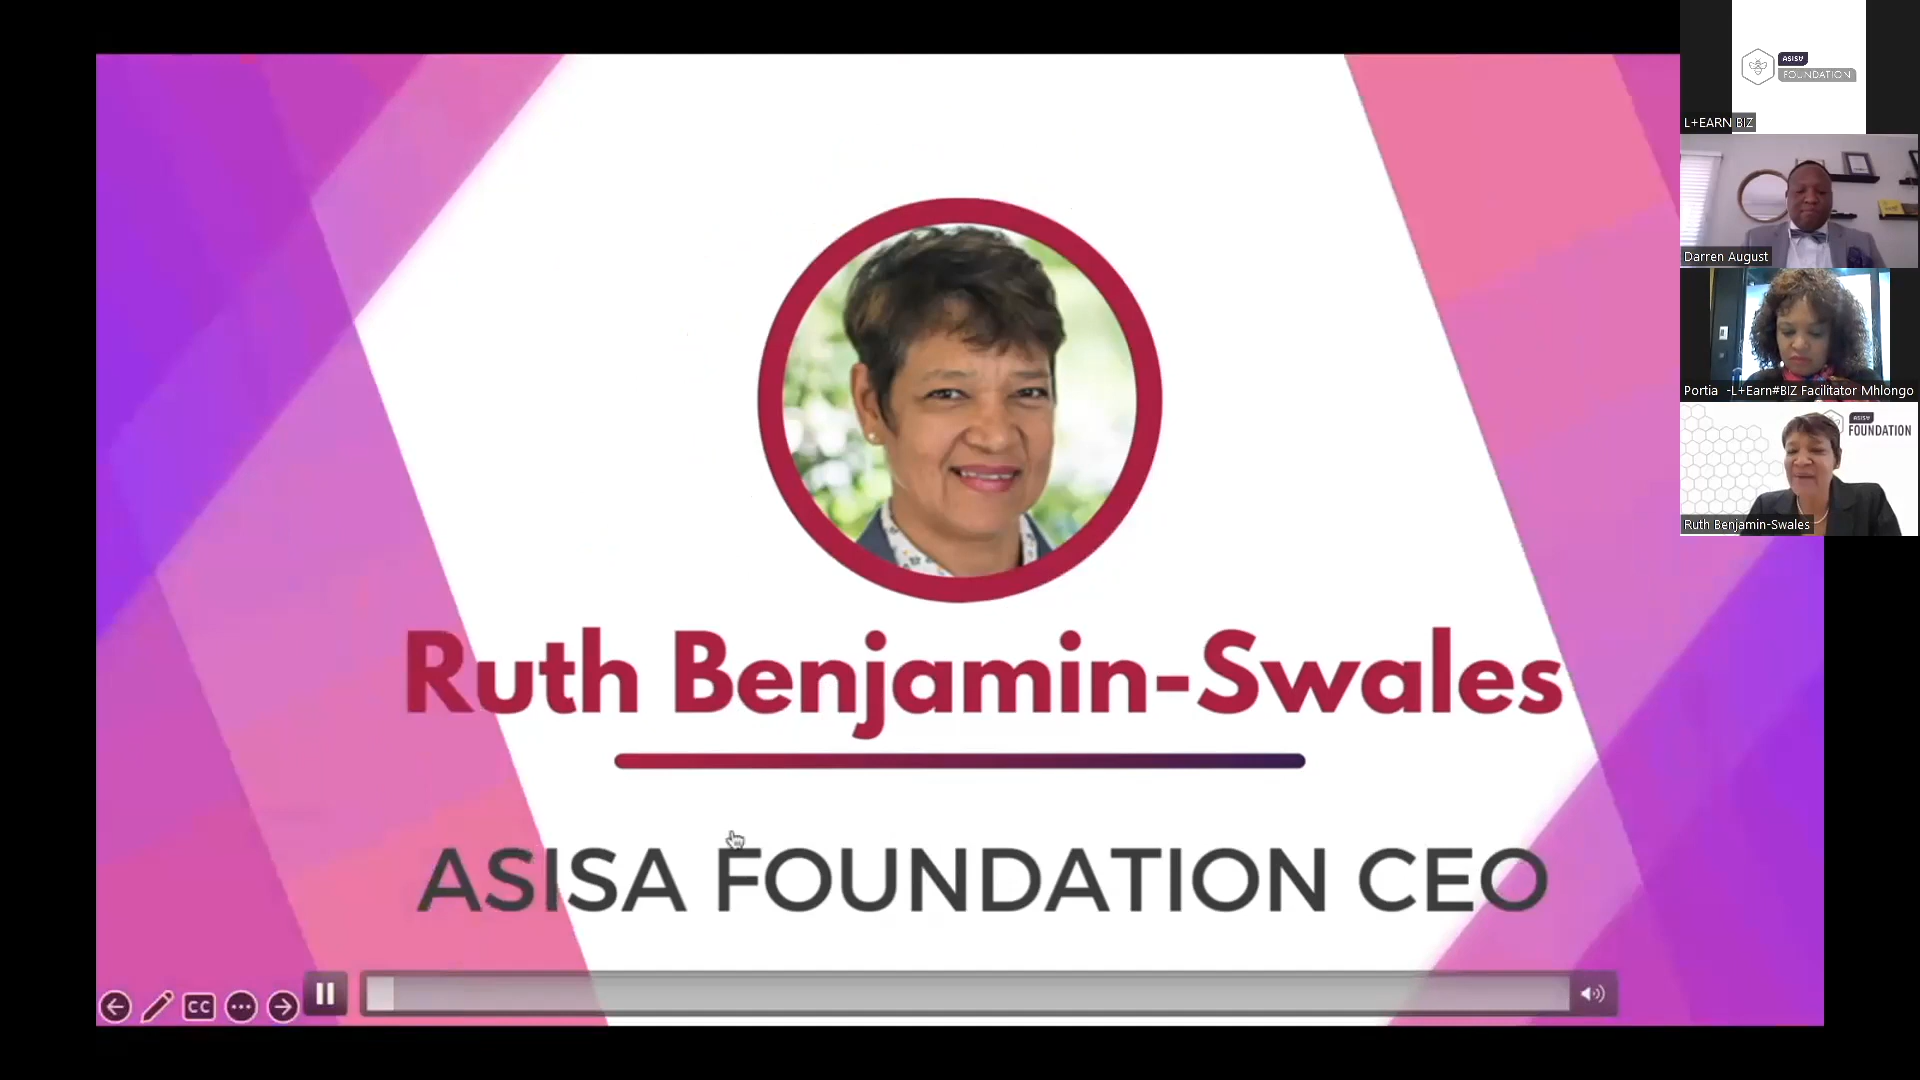 Ruth Benjamin-Swales
ASISA FOUNDATION CEO
CC
ASISA
FOUNDATION
L+EARN BIZ
Darren August
Portia -L+Earn#BIZ Facilitator Mhlongo
ASISA
FOUNDATION
Ruth Benjamin-Swales